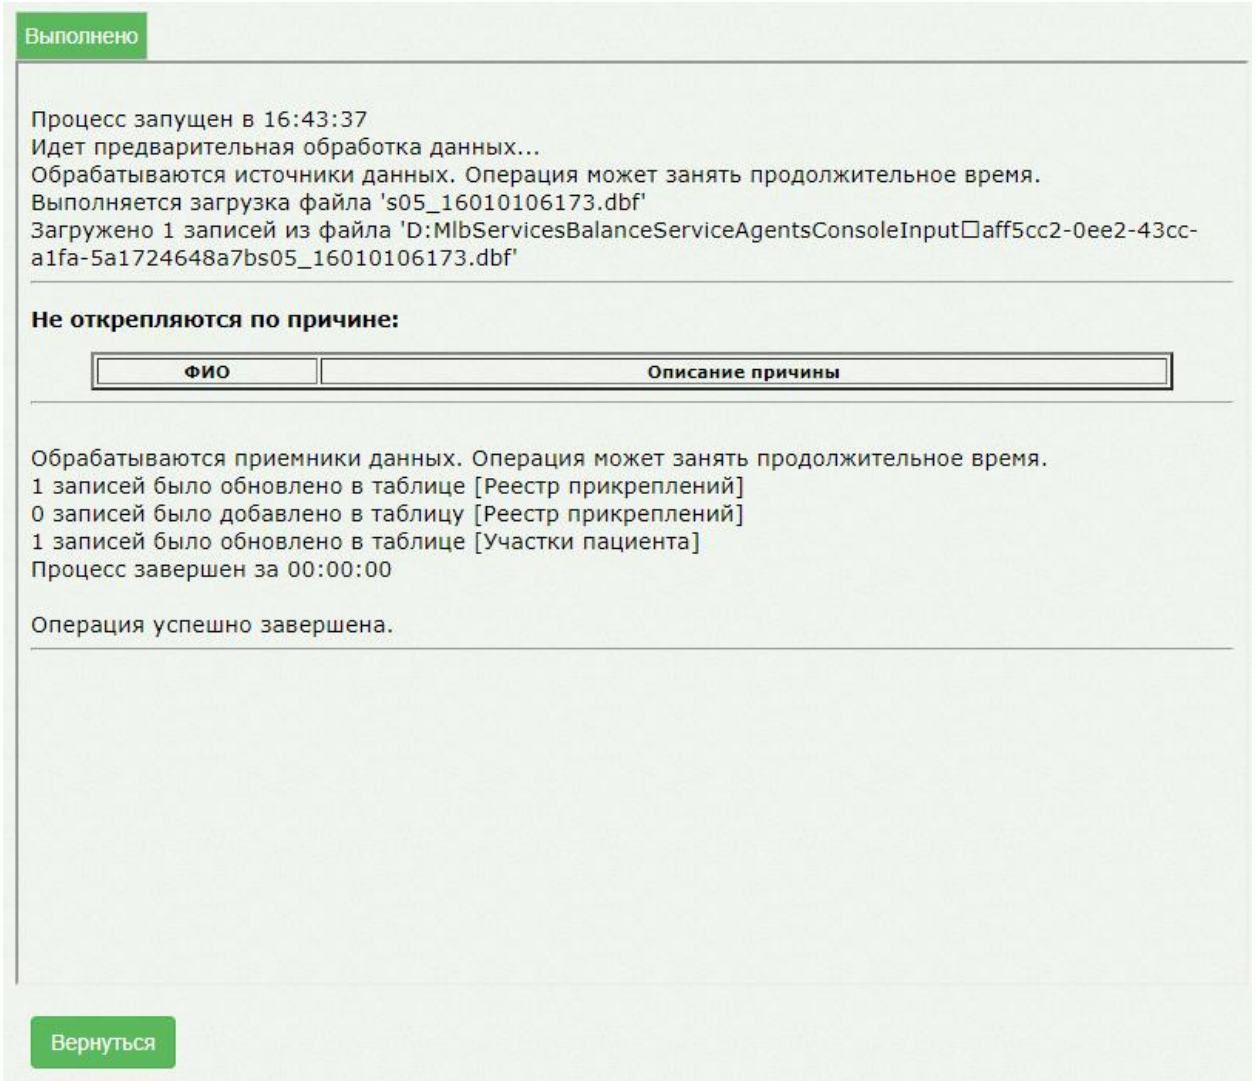 Выполнено
Процесс запущен в 16:43:37
Идет предварительная обработка данных...
Обрабатываются источники данных. Операция может занять продолжительное время.
Выполняется загрузка файла 's05_16010106173.dbf'
Загружено 1 записей из файла 'D:MlbServicesBalanceServiceAgentsConsoleInput□aff5cc2-0ee2-43cc-
a1fa-5a1724648a7bs05_16010106173.dbf'
Не открепляются по причине:
ФИО Описание причины
Обрабатываются приемники данных. Операция может занять продолжительное время.
1 записей было обновлено в таблице [Реестр прикреплений]
0 записей было добавлено в таблицу [Реестр прикреплений]
1 записей было обновлено в таблице [Участки пациента]
Процесс завершен за 00:00:00
Операция успешно завершена.
Вернуться